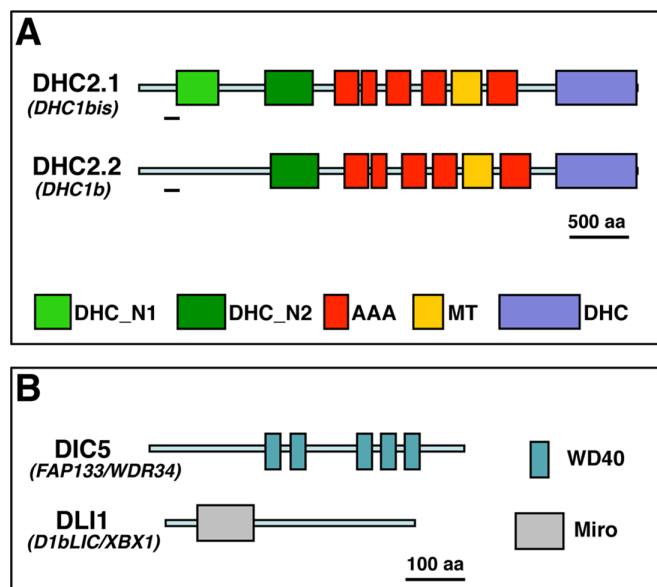 A
DHC2.1
(DHC1bis)
DHC2.2
(DHC1b)
500 aa
DHC_N1 DHC_N2 AAA MT DHC
B
DIC5
(FAP133/WDR34)
WD40
DLI1
(D1bLIC/XBX1)
Miro
100 aa